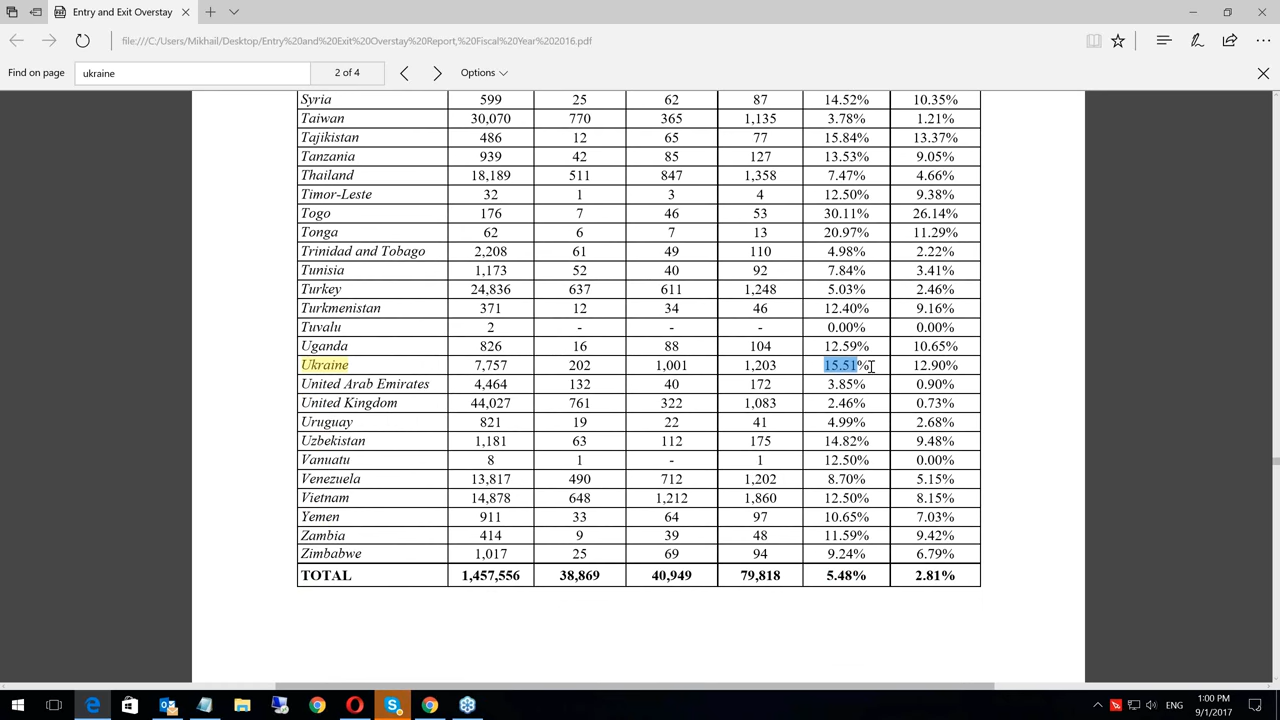 Entry and Exit Overstay
file:///C:/Users/Mikhail/Desktop/Entry%20and%20Exit%20Overstay%20Report,%20Fiscal%20Year%202016.pdf
Find on page ukraine 2 of 4 Options
Syria 599 25 62 87 14.52% 10.35%
Taiwan 30,070 770 365 1,135 3.78% 1.21%
Tajikistan 486 12 65 77 15.84% 13.37%
Tanzania 939 42 85 127 13.53% 9.05%
Thailand 18,189 511 847 1,358 7.47% 4.66%
Timor-Leste 32 1 3 4 12.50% 9.38%
Togo 176 7 46 53 30.11% 26.14%
Tonga 62 6 7 13 20.97% 11.29%
Trinidad and Tobago 2,208 61 49 110 4.98% 2.22%
Tunisia 1,173 52 40 92 7.84% 3.41%
Turkey 24,836 637 611 1,248 5.03% 2.46%
Turkmenistan 371 12 34 46 12.40% 9.16%
Tuvalu 2 - - - 0.00% 0.00%
Uganda 826 16 88 104 12.59% 10.65%
Ukraine 7,757 202 1,001 1,203 15.51% 12.90%
United Arab Emirates 4,464 132 40 172 3.85% 0.90%
United Kingdom 44,027 761 322 1,083 2.46% 0.73%
Uruguay 821 19 22 41 4.99% 2.68%
Uzbekistan 1,181 63 112 175 14.82% 9.48%
Vanuatu 8 1 - 1 12.50% 0.00%
Venezuela 13,817 490 712 1,202 8.70% 5.15%
Vietnam 14,878 648 1,212 1,860 12.50% 8.15%
Yemen 911 33 64 97 10.65% 7.03%
Zambia 414 9 39 48 11.59% 9.42%
Zimbabwe 1,017 25 69 94 9.24% 6.79%
TOTAL 1,457,556 38,869 40,949 79,818 5.48% 2.81%
ENG 1:00 PM
9/1/2017